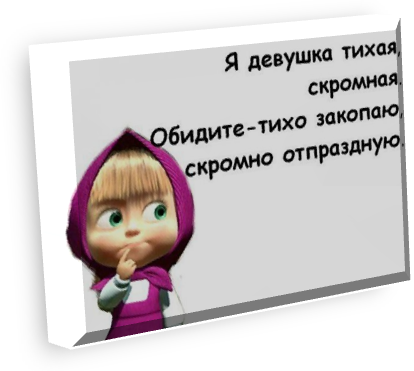 Я девушка тихая,
скромная.
Обидите-тихо закопаю,
скромно отпраздную.